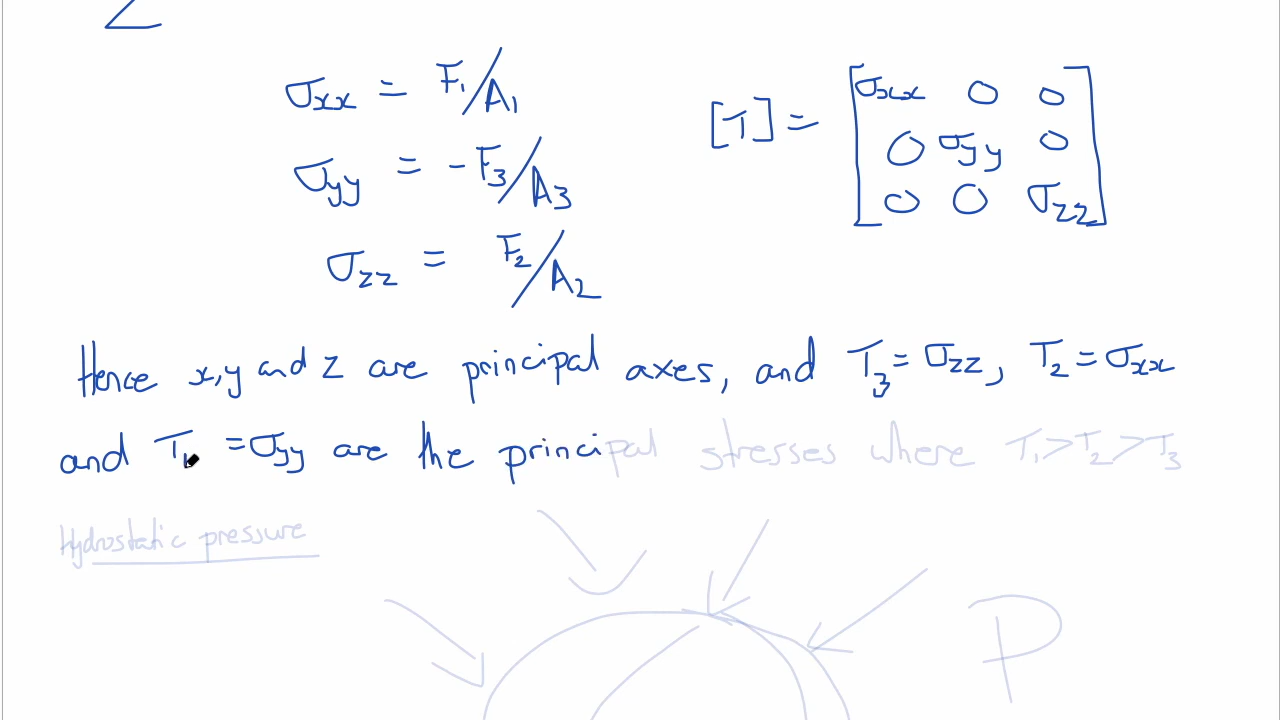 Z
σxx = F1/A1
σyy = -F3/A3
σzz = F2/A2
[T] = [σxx 0 0
0 σyy 0
0 0 σzz]
Hence x, y and z are principal axes, and T3 = σzz, T2 = σxx
and T1 = σyy are the principal stresses where T1 > T2 > T3
Hydrostatic pressure
P